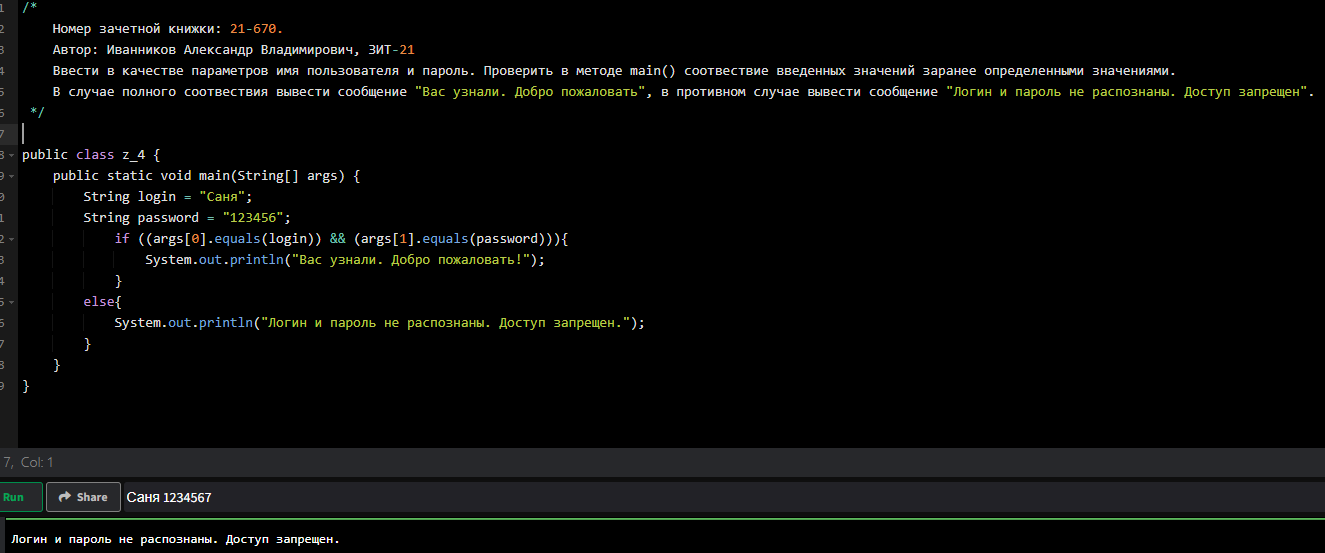 1 /*
2 Номер зачетной книжки: 21-670.
3 Автор: Иванников Александр Владимирович, ЗИТ-21
4 Ввести в качестве параметров имя пользователя и пароль. Проверить в методе main() соотвествие введенных значений заранее определенными значениями.
5 В случае полного соотвествия вывести сообщение "Вас узнали. Добро пожаловать", в противном случае вывести сообщение "Логин и пароль не распознаны. Доступ запрещен".
6 */
7
8 public class z_4 {
9 public static void main(String[] args) {
0 String login = "Саня";
1 String password = "123456";
2 if ((args[0].equals(login)) && (args[1].equals(password))){
3 System.out.println("Вас узнали. Добро пожаловать!");
4 }
5 else{
6 System.out.println("Логин и пароль не распознаны. Доступ запрещен.");
7 }
8 }
9 }
7, Col: 1
Run Share Саня 1234567
Логин и пароль не распознаны. Доступ запрещен.